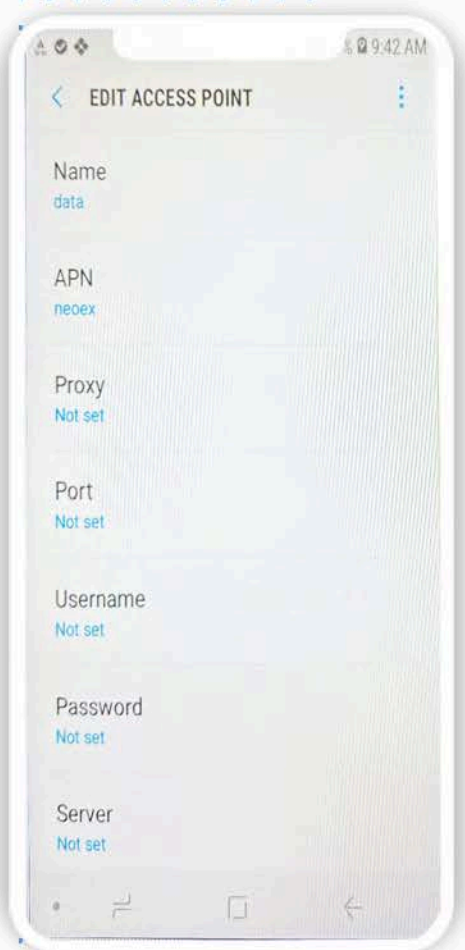 9:42 AM
EDIT ACCESS POINT
Name
data
APN
neoex
Proxy
Not set
Port
Not set
Username
Not set
Password
Not set
Server
Not set